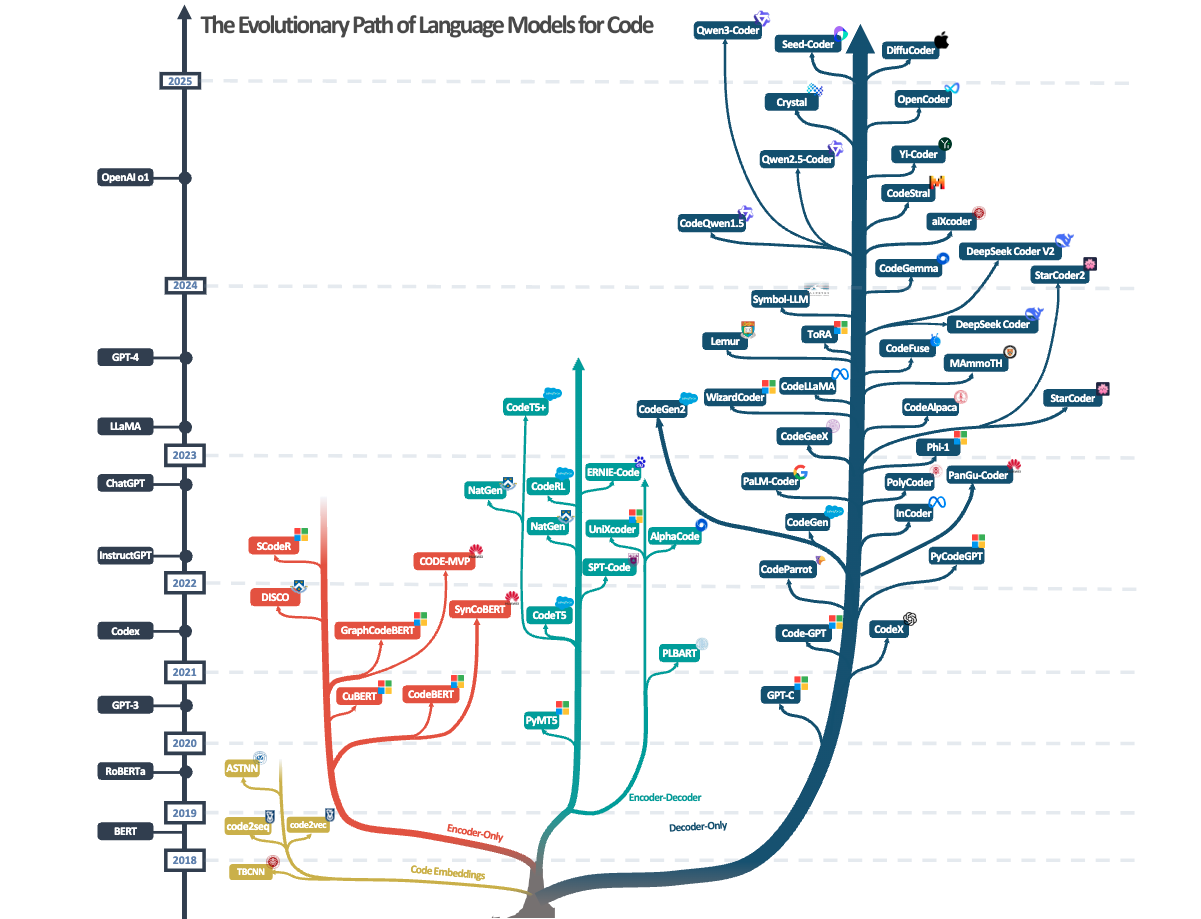 The Evolutionary Path of Language Models for Code
Qwen3-Coder
Seed-Coder
DiffuCoder
2025
Crystal
OpenCoder
Qwen2.5-Coder
Yi-Coder
OpenAI o1
CodeStral
CodeQwen1.5
aiXcoder
DeepSeek Coder V2
CodeGemma
StarCoder2
2024
Symbol-LLM
DeepSeek Coder
ToRA
Lemur
CodeFuse
GPT-4
MAmmoTH
CodeLLaMA
WizardCoder
StarCoder
CodeT5+
CodeGen2
CodeAlpaca
LLaMA
CodeGeeX
Phi-1
2023
ERNIE-Code
PanGu-Coder
ChatGPT
CodeRL
PaLM-Coder
PolyCoder
NatGen
InCoder
NatGen
UniXcoder
AlphaCode
CodeGen
SCodeR
InstructGPT
CODE-MVP
PyCodeGPT
SPT-Code
CodeParrot
2022
DISCO
SynCoBERT
CodeT5
Codex
GraphCodeBERT
Code-GPT
CodeX
PLBART
2021
CuBERT
CodeBERT
GPT-C
GPT-3
PyMT5
2020
RoBERTa
ASTNN
Encoder-Decoder
2019
code2seq
code2vec
Encoder-Only
Decoder-Only
BERT
2018
TBCNN
Code Embeddings